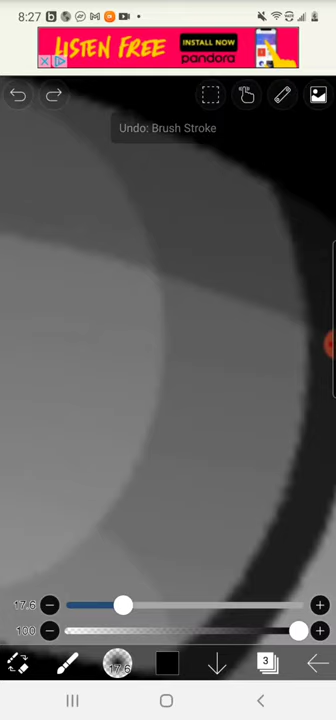 8:27
LISTEN FREE
INSTALL NOW
pandora
Undo: Brush Stroke
17.6
100
17.6
3